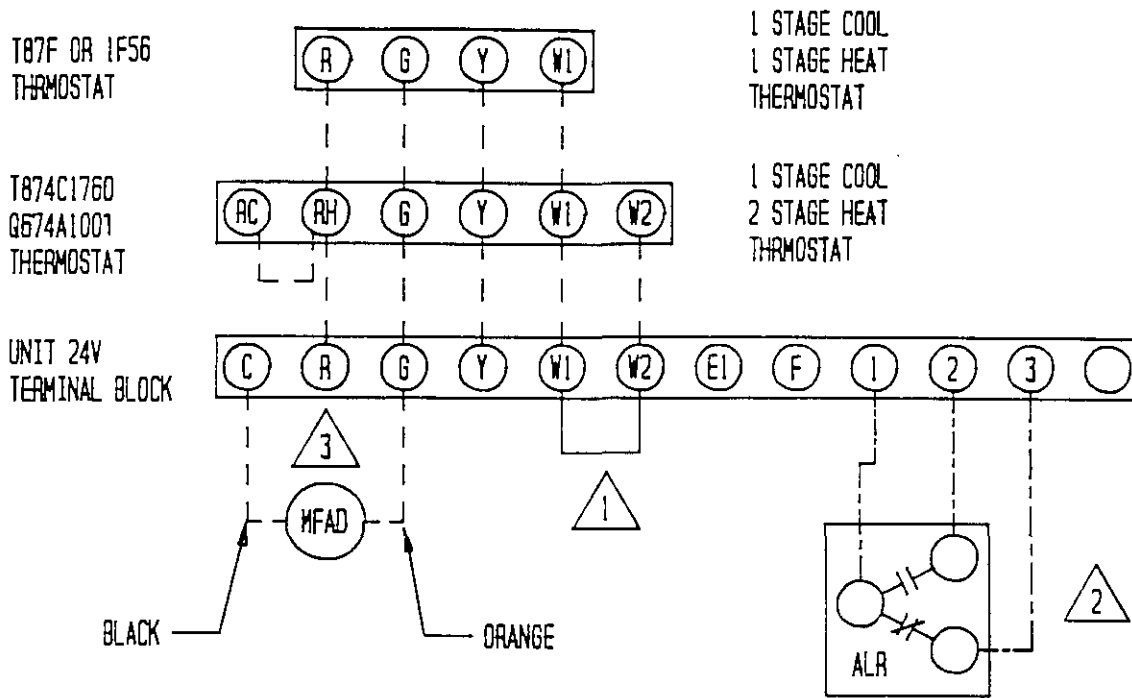 T87F OR 1F56
THRMOSTAT
R G Y W1
1 STAGE COOL
1 STAGE HEAT
THERMOSTAT
T874C1760
Q674A1001
THERMOSTAT
RC RH G Y W1 W2
1 STAGE COOL
2 STAGE HEAT
THRMOSTAT
UNIT 24V
TERMINAL BLOCK
C R G Y W1 W2 E1 F 1 2 3
3
1
MFAD
2
BLACK
ORANGE
ALR